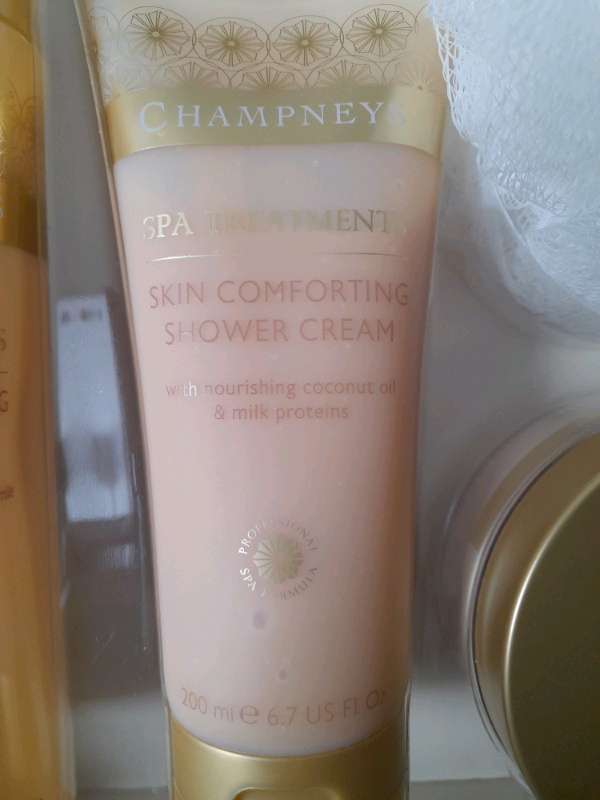 CHAMPNEYS
SPA TREATMENTS
SKIN COMFORTING
SHOWER CREAM
with nourishing coconut oil
& milk proteins
PROFESSIONAL
SPA FORMULA
200 ml ℮ 6.7 US Fl Oz